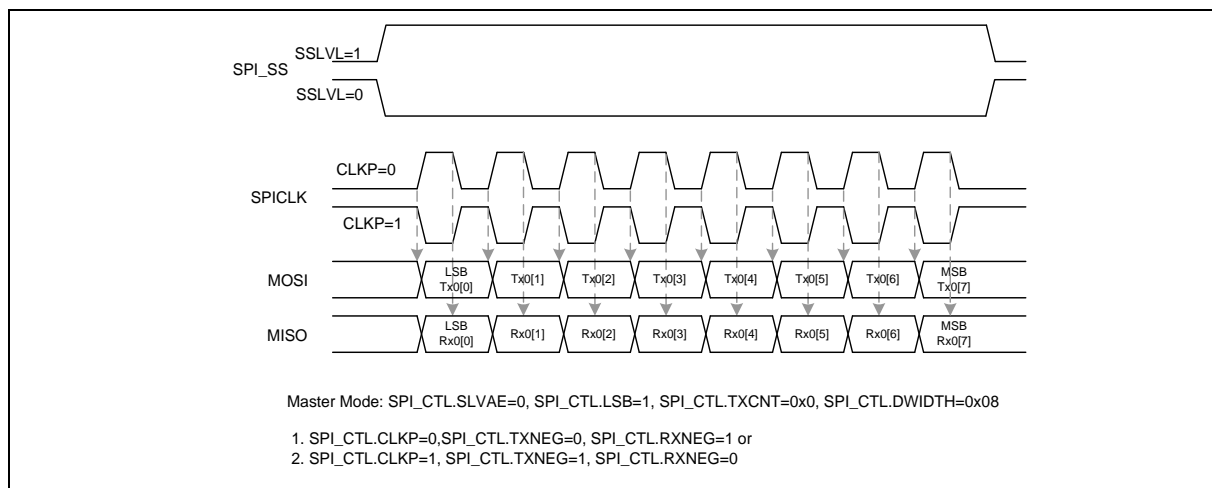 SSLVL=1
SPI_SS
SSLVL=0
CLKP=0
SPICLK
CLKP=1
MOSI
LSB
Tx0[0]
Tx0[1]
Tx0[2]
Tx0[3]
Tx0[4]
Tx0[5]
Tx0[6]
MSB
Tx0[7]
MISO
LSB
Rx0[0]
Rx0[1]
Rx0[2]
Rx0[3]
Rx0[4]
Rx0[5]
Rx0[6]
MSB
Rx0[7]
Master Mode: SPI_CTL.SLVAE=0, SPI_CTL.LSB=1, SPI_CTL.TXCNT=0x0, SPI_CTL.DWIDTH=0x08
1. SPI_CTL.CLKP=0,SPI_CTL.TXNEG=0, SPI_CTL.RXNEG=1 or
2. SPI_CTL.CLKP=1, SPI_CTL.TXNEG=1, SPI_CTL.RXNEG=0